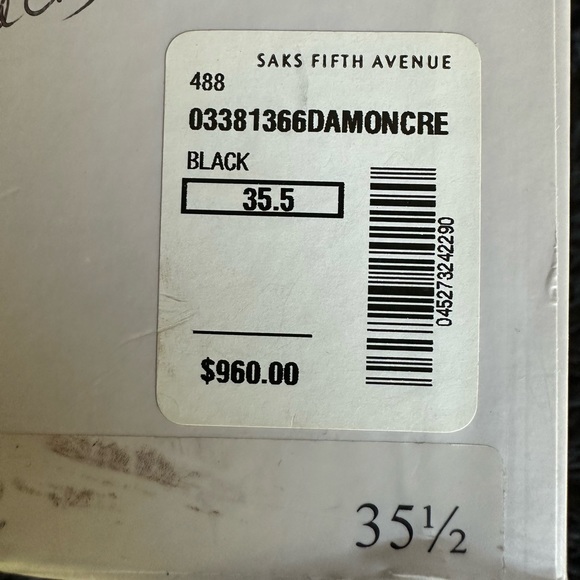 SAKS FIFTH AVENUE
488
03381366DAMONCRE
BLACK
35.5
045273242290
$960.00
35½